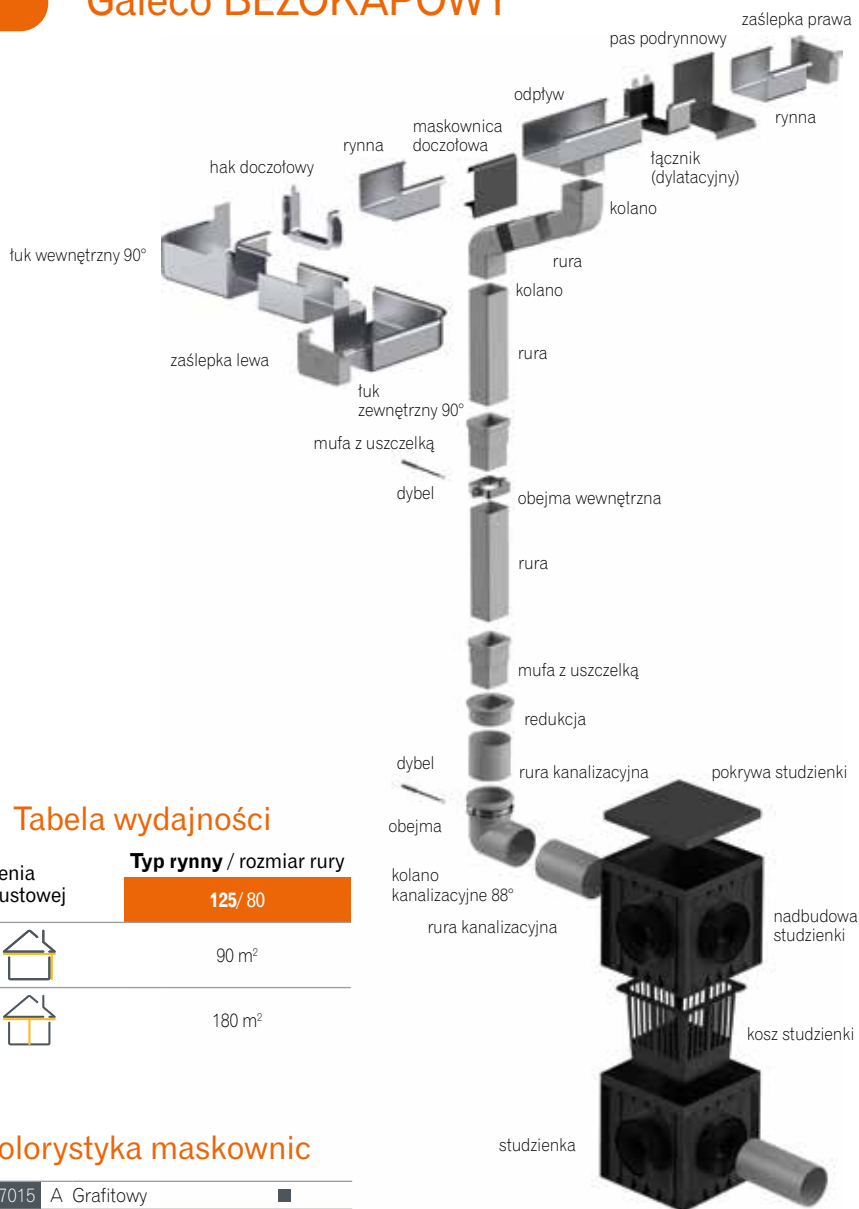 Galeco BEZOKAPOWY
zaślepka prawa
pas podrynnowy
odpływ
rynna
maskownica
doczołowa
rynna
łącznik
(dylatacyjny)
hak doczołowy
kolano
łuk wewnętrzny 90°
rura
kolano
zaślepka lewa
rura
łuk
zewnętrzny 90°
mufa z uszczelką
dybel
obejma wewnętrzna
rura
mufa z uszczelką
redukcja
dybel
rura kanalizacyjna
pokrywa studzienki
obejma
kolano
kanalizacyjne 88°
rura kanalizacyjna
nadbudowa
studzienki
kosz studzienki
studzienka
Tabela wydajności
enia
ustowej
Typ rynny / rozmiar rury
125/ 80
90 m²
180 m²
olorystyka maskownic
7015 A Grafitowy